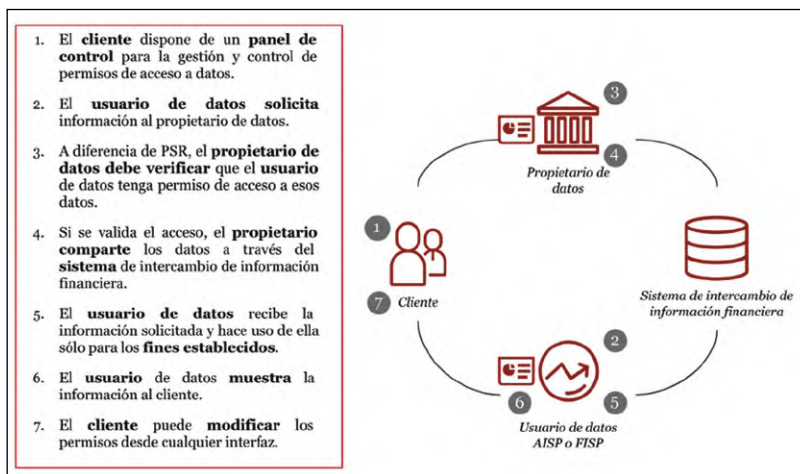 1. El cliente dispone de un panel de
control para la gestión y control de
permisos de acceso a datos.
2. El usuario de datos solicita
información al propietario de datos.
3. A diferencia de PSR, el propietario de
datos debe verificar que el usuario
de datos tenga permiso de acceso a esos
datos.
4. Si se valida el acceso, el propietario
comparte los datos a través del
sistema de intercambio de información
financiera.
5. El usuario de datos recibe la
información solicitada y hace uso de ella
sólo para los fines establecidos.
6. El usuario de datos muestra la
información al cliente.
7. El cliente puede modificar los
permisos desde cualquier interfaz.
3
4
Propietario de
datos
1
7
Cliente
Sistema de intercambio de
información financiera
2
6
5
Usuario de datos
AISP o FISP